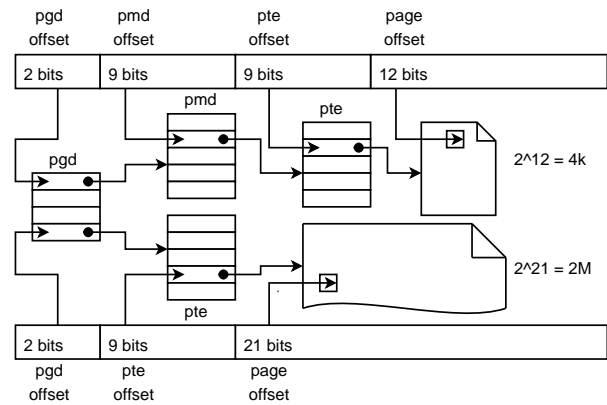 pgd offset
pmd offset
pte offset
page offset
2 bits
9 bits
9 bits
12 bits
pmd
pte
pgd
2^12 = 4k
2^21 = 2M
pte
2 bits
9 bits
21 bits
pgd offset
pte offset
page offset